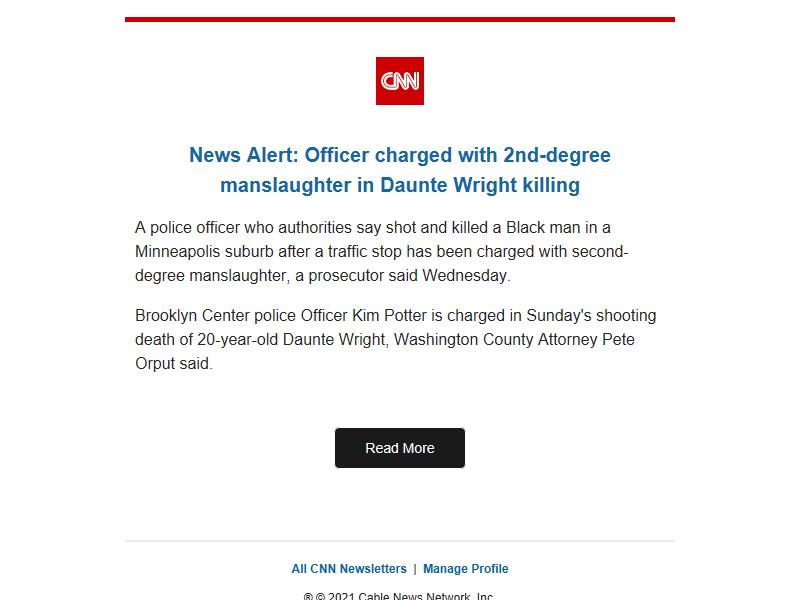 CNN
News Alert: Officer charged with 2nd-degree
manslaughter in Daunte Wright killing
A police officer who authorities say shot and killed a Black man in a
Minneapolis suburb after a traffic stop has been charged with second-
degree manslaughter, a prosecutor said Wednesday.
Brooklyn Center police Officer Kim Potter is charged in Sunday's shooting
death of 20-year-old Daunte Wright, Washington County Attorney Pete
Orput said.
Read More
All CNN Newsletters | Manage Profile
® © 2021 Cable News Network, Inc.